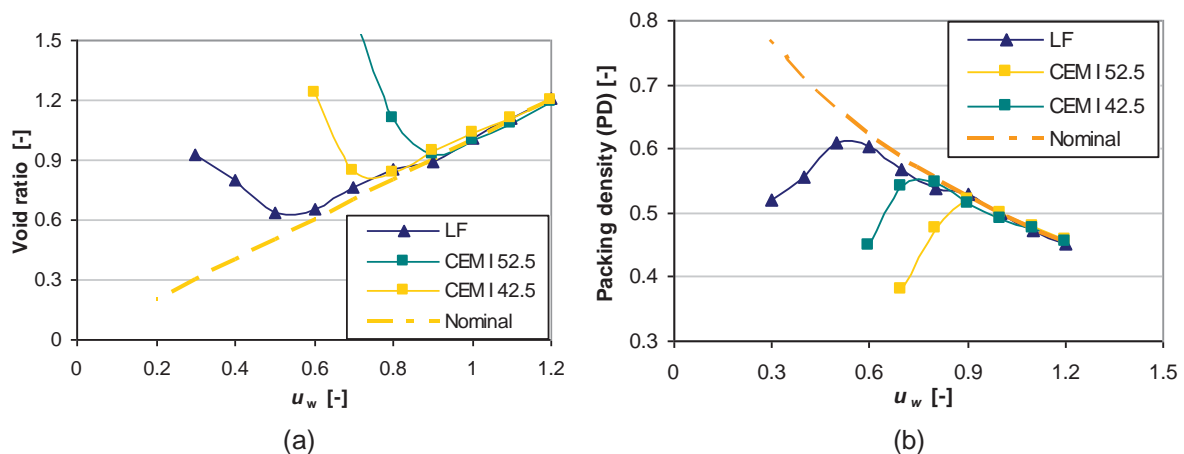 1.5
1.2
0.9
0.6
0.3
0
Void ratio [-]
LF
CEM I 52.5
CEM I 42.5
Nominal
0 0.2 0.4 0.6 0.8 1 1.2
uw [-]
(a)
0.8
0.7
0.6
0.5
0.4
0.3
Packing density (PD) [-]
LF
CEM I 52.5
CEM I 42.5
Nominal
0 0.3 0.6 0.9 1.2 1.5
uw [-]
(b)